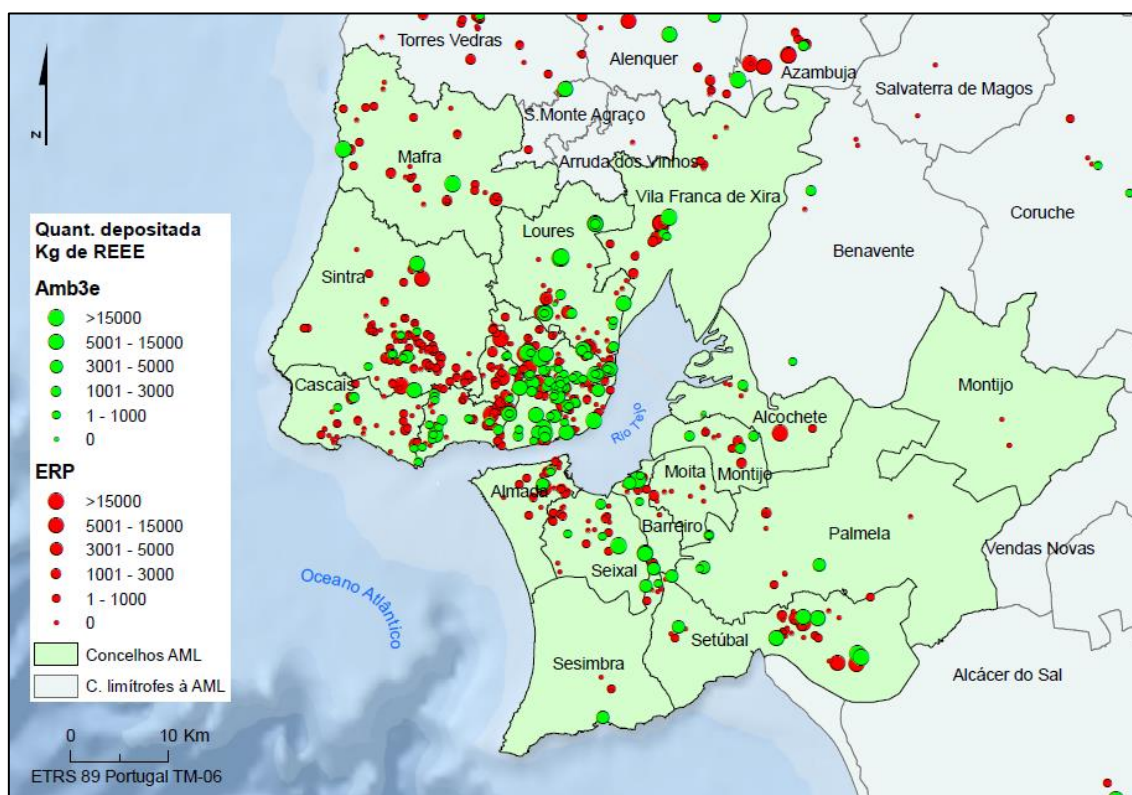 Torres Vedras
Alenquer
Azambuja
Salvaterra de Magos
S.Monte Agraço
Mafra
Arruda dos Vinhos
Vila Franca de Xira
Coruche
Loures
Benavente
Sintra
Cascais
Montijo
Alcochete
Rio Tejo
Moita
Montijo
Almada
Barreiro
Palmela
Vendas Novas
Seixal
Setúbal
Sesimbra
Alcácer do Sal
Oceano Atlântico
N
Quant. depositada
Kg de REEE
Amb3e
>15000
5001 - 15000
3001 - 5000
1001 - 3000
1 - 1000
0
ERP
>15000
5001 - 15000
3001 - 5000
1001 - 3000
1 - 1000
0
Concelhos AML
C. limítrofes à AML
0 10 Km
ETRS 89 Portugal TM-06